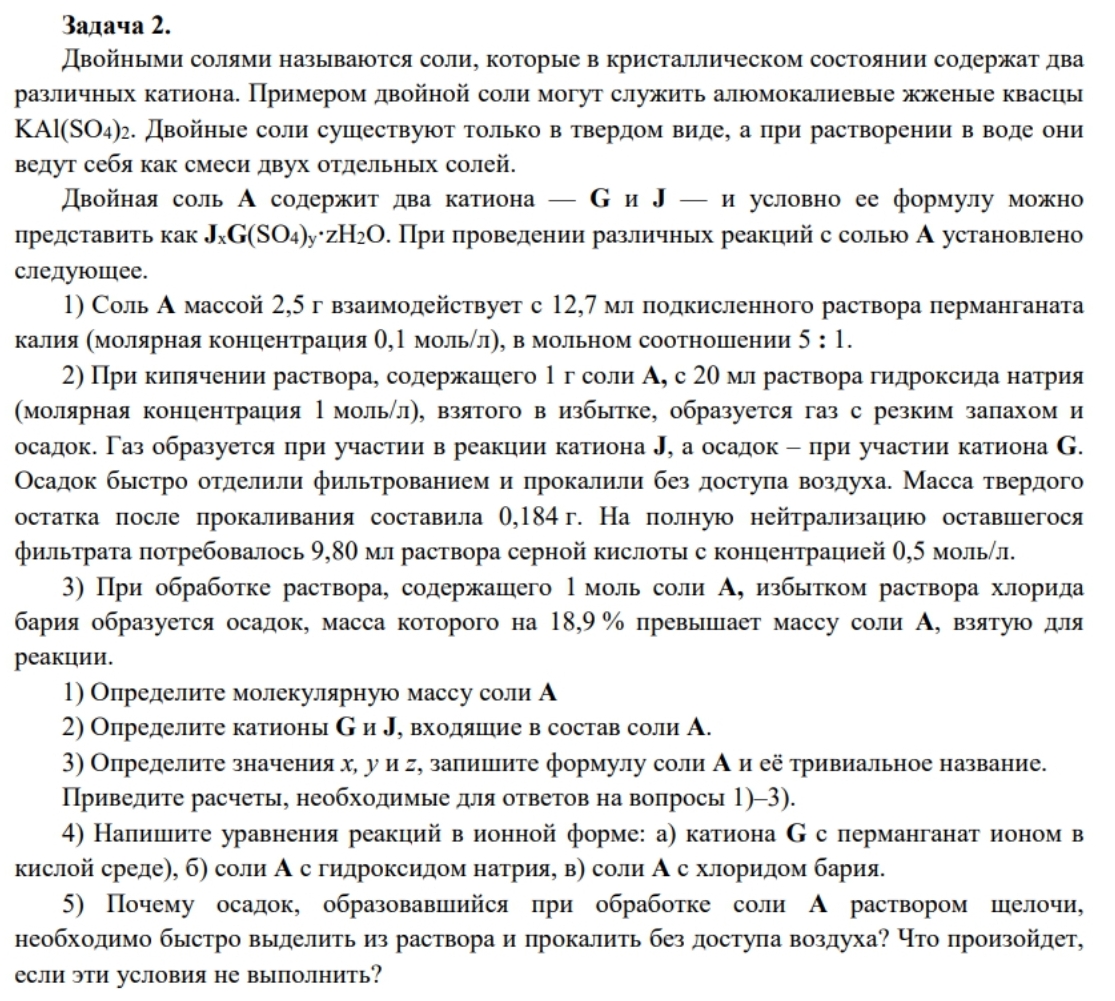 Задача 2.
Двойными солями называются соли, которые в кристаллическом состоянии содержат два
различных катиона. Примером двойной соли могут служить алюмокалиевые жженые квасцы
KAl(SO₄)₂. Двойные соли существуют только в твердом виде, а при растворении в воде они
ведут себя как смеси двух отдельных солей.
Двойная соль A содержит два катиона — G и J — и условно ее формулу можно
представить как JₓG(SO₄)ᵧ·zH₂O. При проведении различных реакций с солью A установлено
следующее.
1) Соль A массой 2,5 г взаимодействует с 12,7 мл подкисленного раствора перманганата
калия (молярная концентрация 0,1 моль/л), в мольном соотношении 5 : 1.
2) При кипячении раствора, содержащего 1 г соли A, с 20 мл раствора гидроксида натрия
(молярная концентрация 1 моль/л), взятого в избытке, образуется газ с резким запахом и
осадок. Газ образуется при участии в реакции катиона J, а осадок – при участии катиона G.
Осадок быстро отделили фильтрованием и прокалили без доступа воздуха. Масса твердого
остатка после прокаливания составила 0,184 г. На полную нейтрализацию оставшегося
фильтрата потребовалось 9,80 мл раствора серной кислоты с концентрацией 0,5 моль/л.
3) При обработке раствора, содержащего 1 моль соли A, избытком раствора хлорида
бария образуется осадок, масса которого на 18,9 % превышает массу соли A, взятую для
реакции.
1) Определите молекулярную массу соли A
2) Определите катионы G и J, входящие в состав соли A.
3) Определите значения x, y и z, запишите формулу соли A и её тривиальное название.
Приведите расчеты, необходимые для ответов на вопросы 1)–3).
4) Напишите уравнения реакций в ионной форме: а) катиона G с перманганат ионом в
кислой среде), б) соли A с гидроксидом натрия, в) соли A с хлоридом бария.
5) Почему осадок, образовавшийся при обработке соли A раствором щелочи,
необходимо быстро выделить из раствора и прокалить без доступа воздуха? Что произойдет,
если эти условия не выполнить?